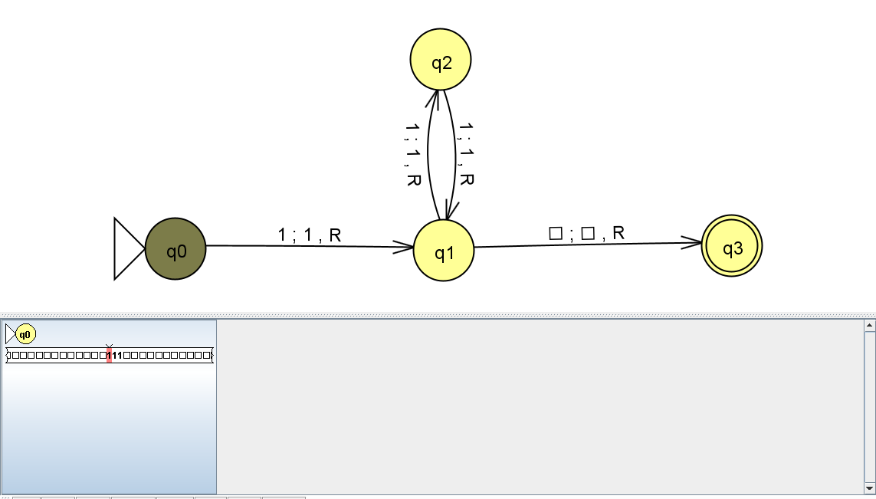 q2
1 ; 1 , R
1 ; 1 , R
1 ; 1 , R
□ ; □ , R
q0
q1
q3
q0
□□□□□□□□□□□□111□□□□□□□□□□□